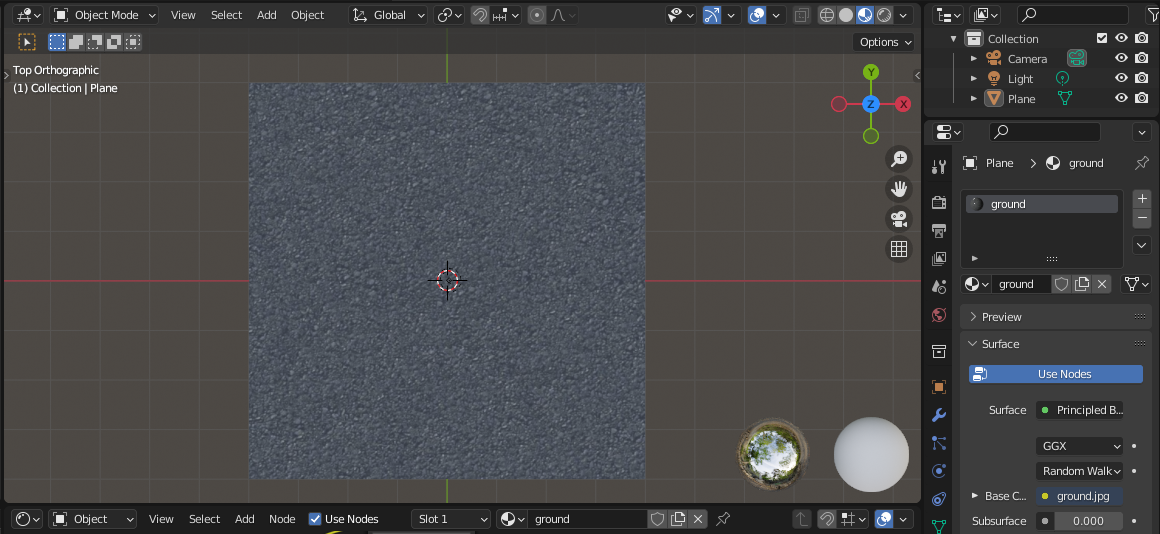 Object Mode View Select Add Object Global
Options
Top Orthographic
(1) Collection | Plane
Y
X
Z
Collection
Camera
Light
Plane
Plane ground
ground
ground
Preview
Surface
Use Nodes
Surface Principled B...
GGX
Random Walk
Base C... ground.jpg
Subsurface 0.000
Object View Select Add Node Use Nodes Slot 1 ground